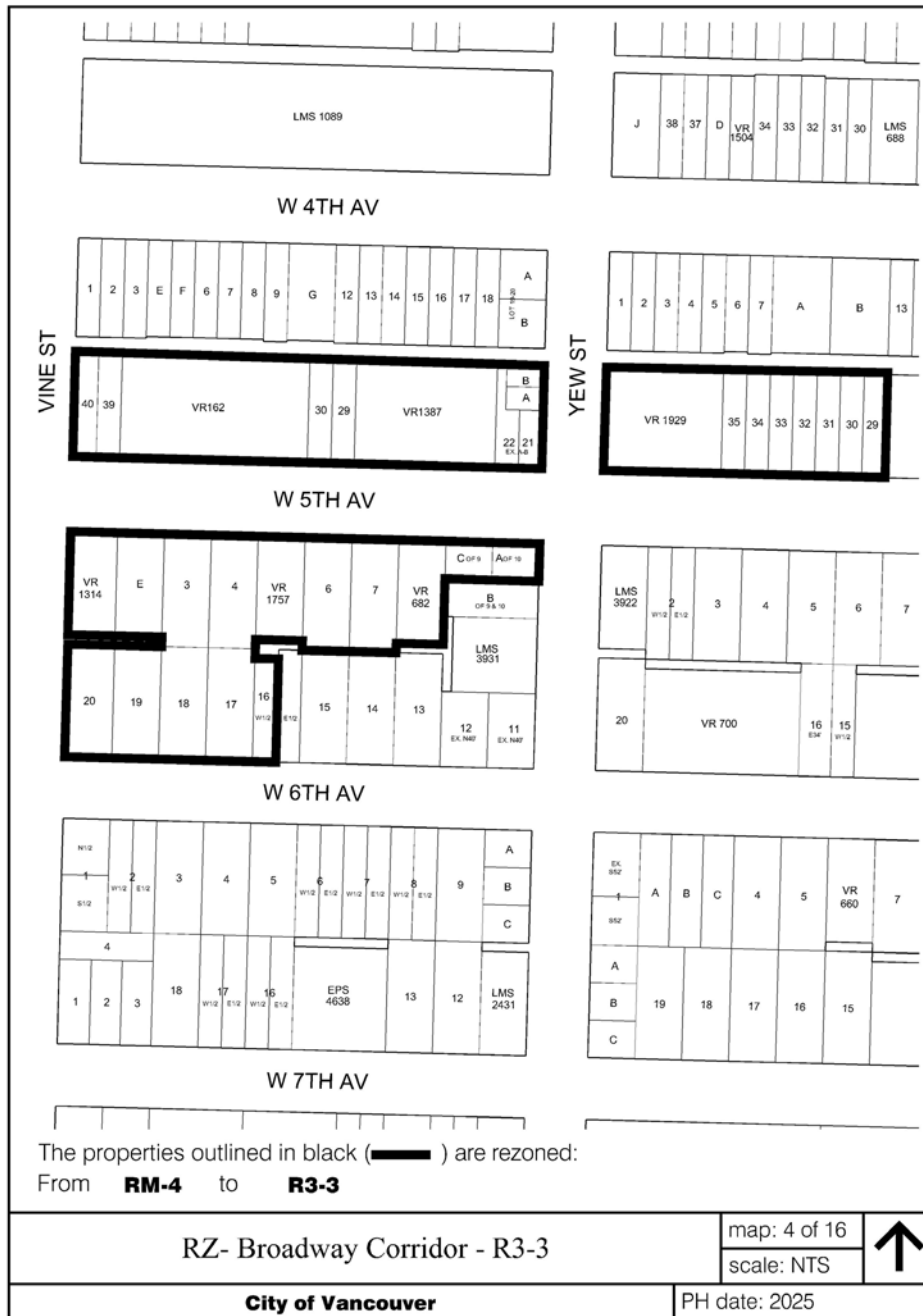 LMS 1089
J 38 37 D VR 1504 34 33 32 31 30 LMS 688
W 4TH AV
1 2 3 E F 6 7 8 9 G 12 13 14 15 16 17 18 LOT 19-20 A B
1 2 3 4 5 6 7 A B 13
VINE ST
YEW ST
40 39 VR162 30 29 VR1387 22 21 EX. A-B B A
VR 1929 35 34 33 32 31 30 29
W 5TH AV
VR 1314 E 3 4 VR 1757 6 7 VR 682 C OF 9 A OF 10
B OF 9 & 10
LMS 3931
LMS 3922 2 W1/2 E1/2 3 4 5 6 7
20 19 18 17 16 W1/2 E1/2 15 14 13 12 EX. N40' 11 EX. N40'
20 VR 700 16 E34' 15 W1/2
W 6TH AV
N1/2 1 S1/2 2 W1/2 E1/2 3 4 5 6 W1/2 E1/2 7 W1/2 E1/2 8 W1/2 E1/2 9 A B C
EX. S52' 1 S52' A B C 4 5 VR 660 7
4
1 2 3 18 17 W1/2 E1/2 16 W1/2 E1/2 EPS 4638 13 12 LMS 2431
A B C 19 18 17 16 15
W 7TH AV
The properties outlined in black ( ) are rezoned:
From RM-4 to R3-3
RZ- Broadway Corridor - R3-3
map: 4 of 16
scale: NTS
City of Vancouver
PH date: 2025